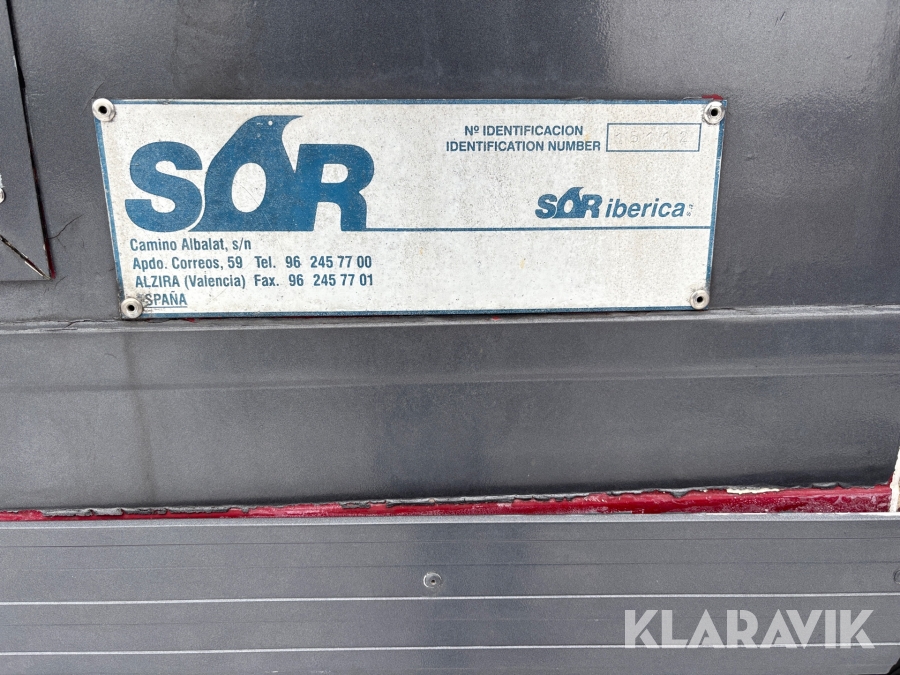 SOR
Nº IDENTIFICACION
IDENTIFICATION NUMBER
SOR iberica
Camino Albalat, s/n
Apdo. Correos, 59 Tel. 96 245 77 00
ALZIRA (Valencia) Fax. 96 245 77 01
ESPAÑA
KLARAVIK